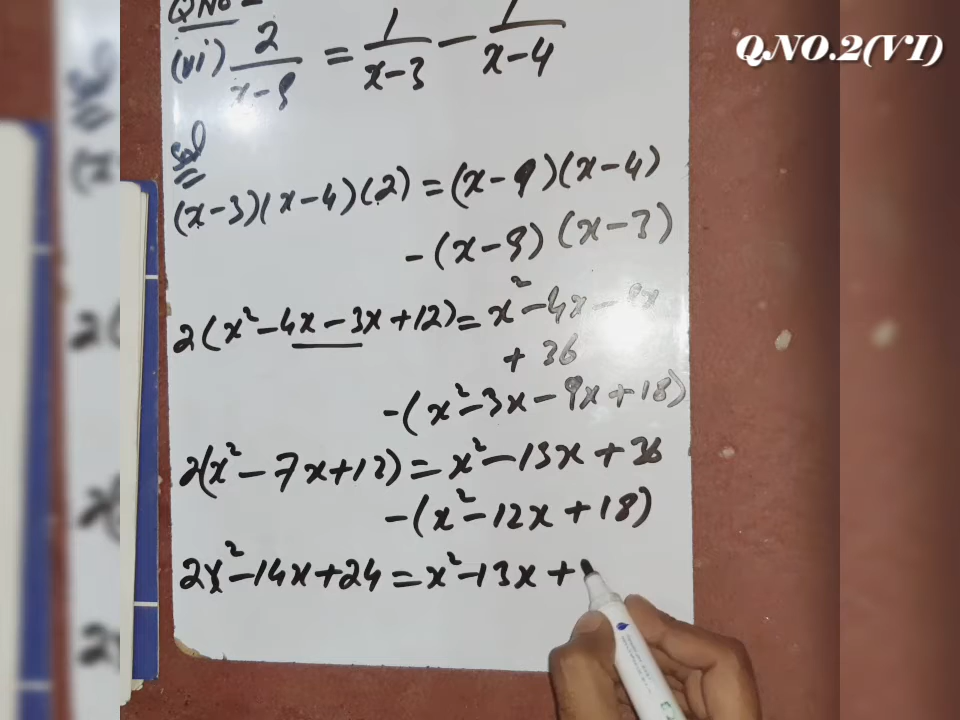 QNO.2(VI)
QNo
(vi) 2/(x-9) = 1/(x-3) - 1/(x-4)
Sol
(x-3)(x-4)(2) = (x-9)(x-4)
-(x-9)(x-3)
2(x²-4x-3x+12) = x²-4x-9x
+ 36
-(x²-3x-9x+18)
2(x²-7x+12) = x²-13x+36
-(x²-12x+18)
2x²-14x+24 = x²-13x+